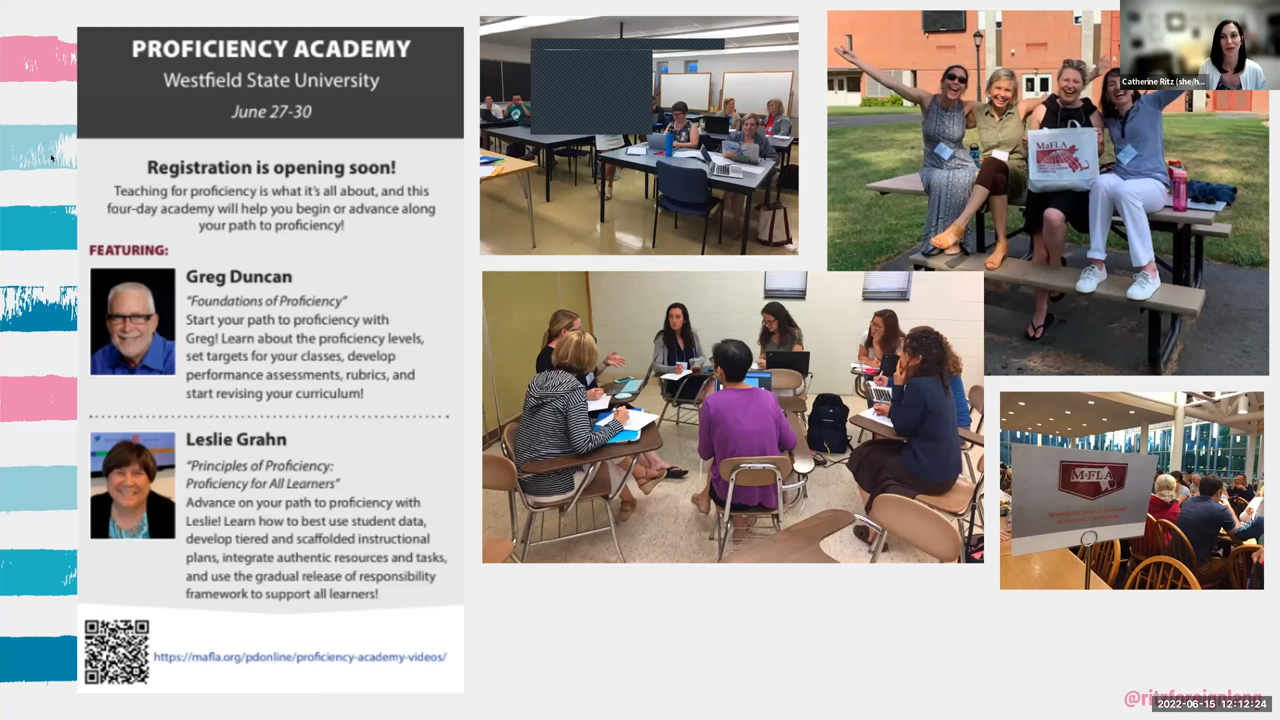 PROFICIENCY ACADEMY
Westfield State University
June 27-30
Registration is opening soon!
Teaching for proficiency is what it's all about, and this
four-day academy will help you begin or advance along
your path to proficiency!
FEATURING:
Greg Duncan
"Foundations of Proficiency"
Start your path to proficiency with
Greg! Learn about the proficiency levels,
set targets for your classes, develop
performance assessments, rubrics, and
start revising your curriculum!
Leslie Grahn
"Principles of Proficiency:
Proficiency for All Learners"
Advance on your path to proficiency with
Leslie! Learn how to best use student data,
develop tiered and scaffolded instructional
plans, integrate authentic resources and tasks,
and use the gradual release of responsibility
framework to support all learners!
https://mafla.org/pdonline/proficiency-academy-videos/
MaFLA
Catherine Ritz (she/h...
MaFLA
@ritzforeignlang
2022-06-15 12:12:24